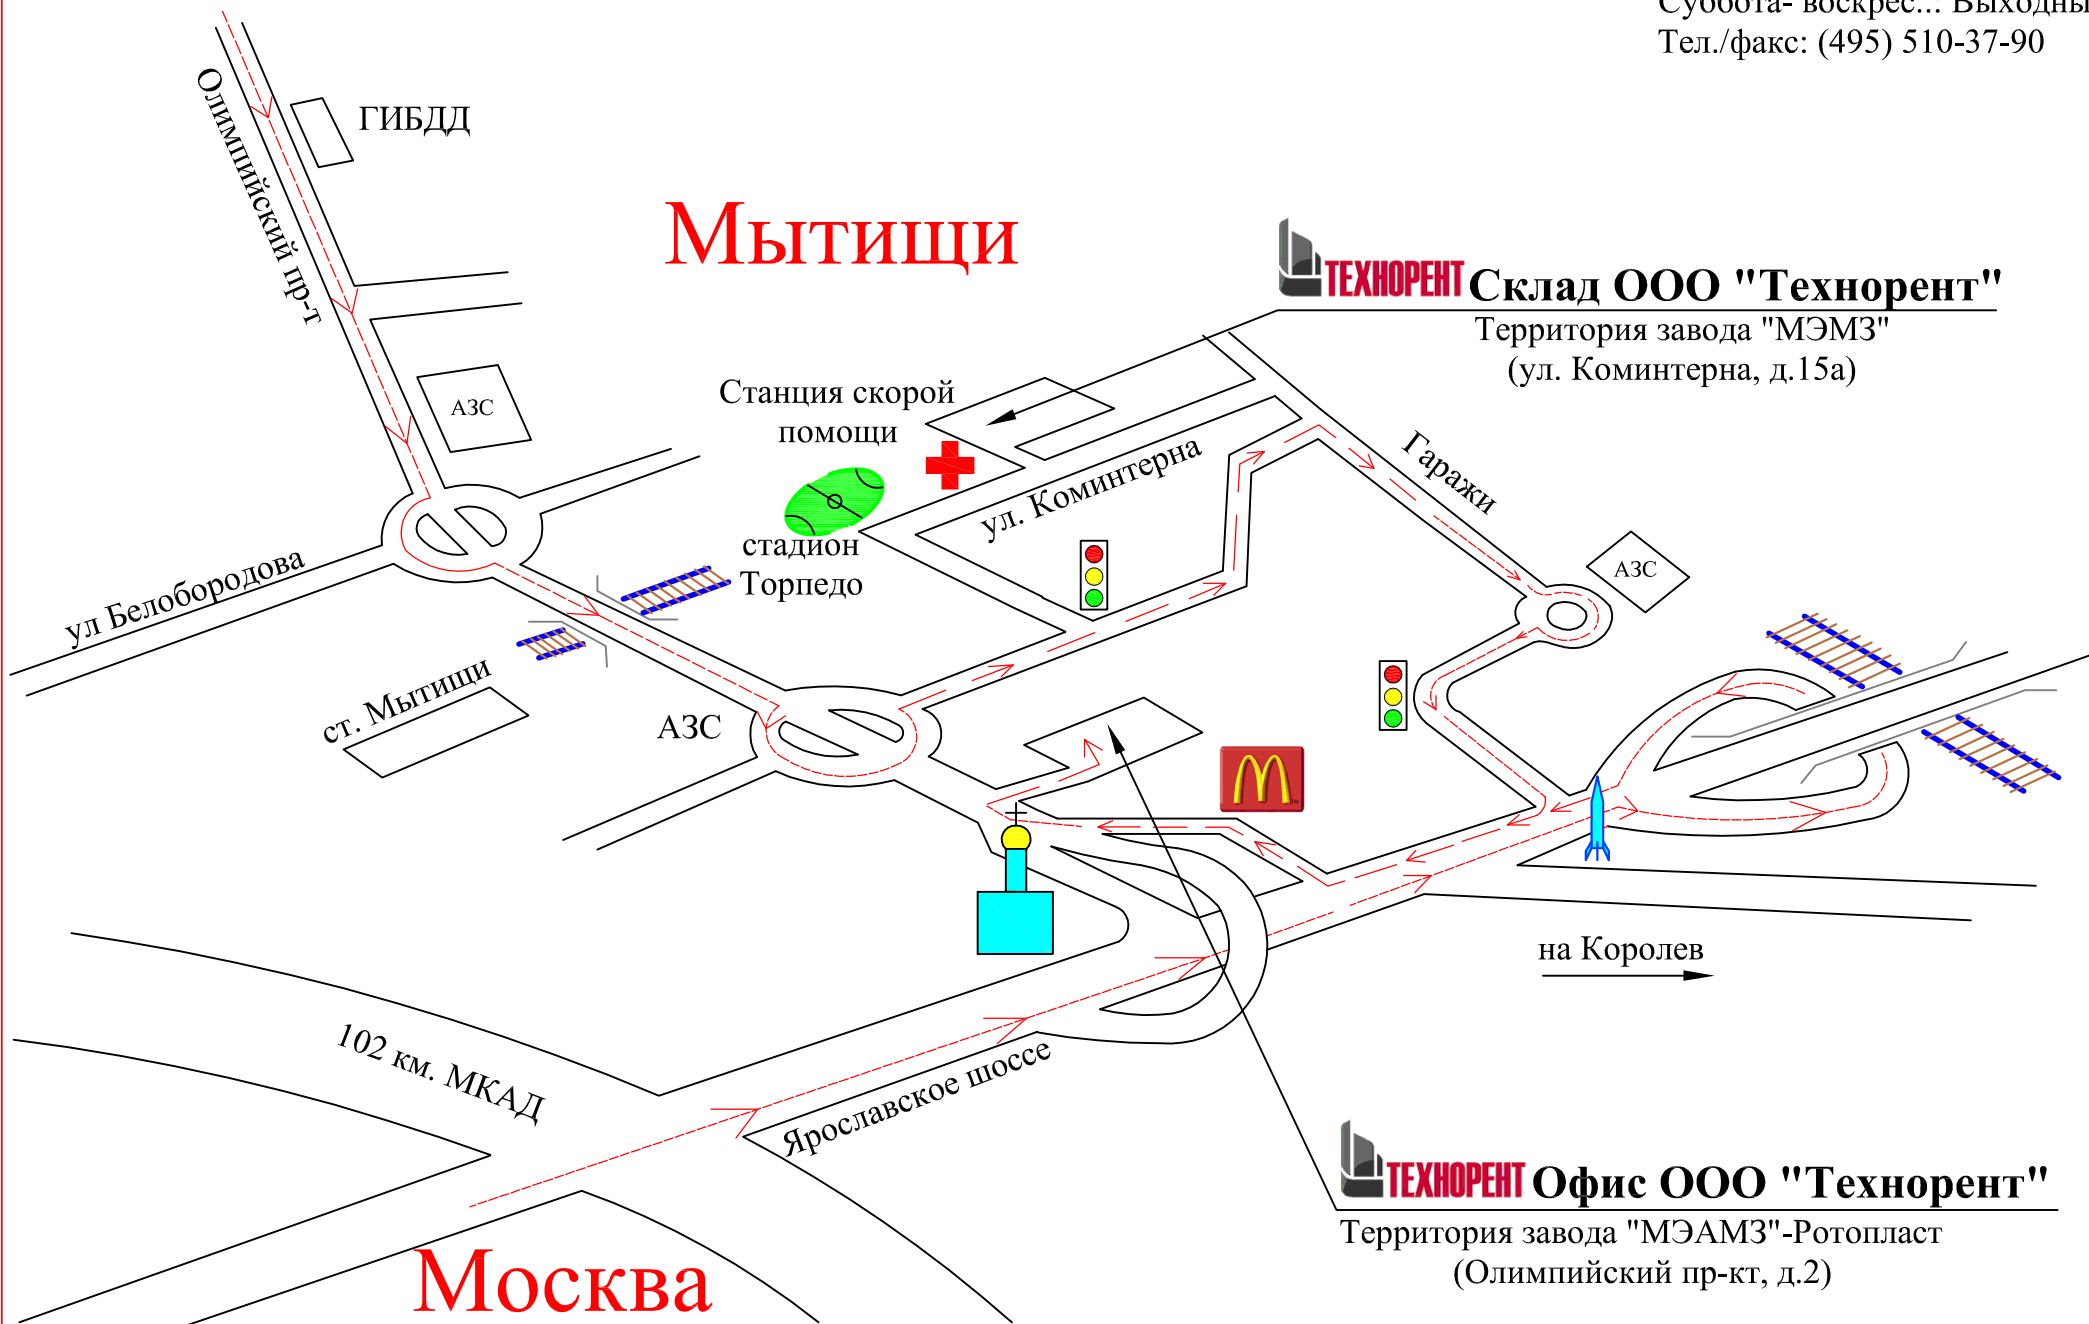 Суббота- воскрес..: Выходны
Тел./факс: (495) 510-37-90
Олимпийский пр-т
ГИБДД
Мытищи
ТЕХНОРЕНТ Склад ООО "Технорент"
Территория завода "МЭМЗ"
(ул. Коминтерна, д.15а)
АЗС
Станция скорой
помощи
ул. Коминтерна
Гаражи
стадион
Торпедо
АЗС
ул Белобородова
ст. Мытищи
АЗС
на Королев
102 км. МКАД
Ярославское шоссе
ТЕХНОРЕНТ Офис ООО "Технорент"
Территория завода "МЭАМЗ"-Ротопласт
(Олимпийский пр-кт, д.2)
Москва